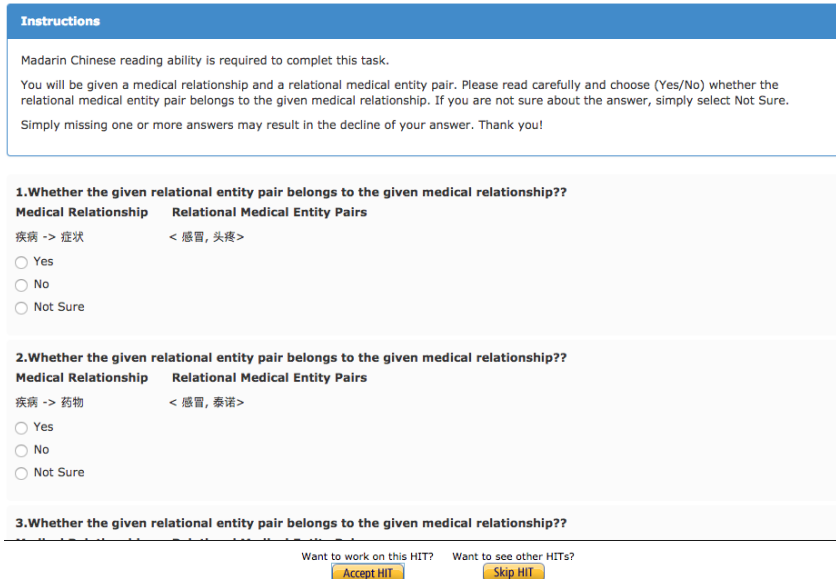 Instructions
Madarin Chinese reading ability is required to complet this task.
You will be given a medical relationship and a relational medical entity pair. Please read carefully and choose (Yes/No) whether the
relational medical entity pair belongs to the given medical relationship. If you are not sure about the answer, simply select Not Sure.
Simply missing one or more answers may result in the decline of your answer. Thank you!
1.Whether the given relational entity pair belongs to the given medical relationship??
Medical Relationship Relational Medical Entity Pairs
疾病 -> 症状 < 感冒, 头疼>
Yes
No
Not Sure
2.Whether the given relational entity pair belongs to the given medical relationship??
Medical Relationship Relational Medical Entity Pairs
疾病 -> 药物 < 感冒, 泰诺>
Yes
No
Not Sure
3.Whether the given relational entity pair belongs to the given medical relationship??
Want to work on this HIT? Want to see other HITs?
Accept HIT Skip HIT